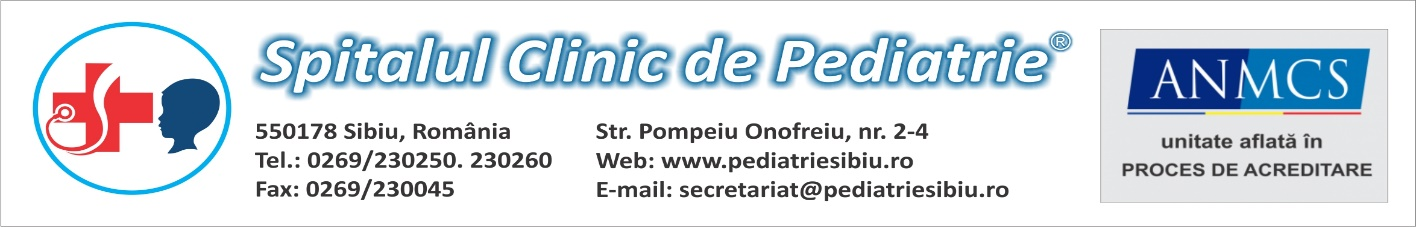 Spitalul Clinic de Pediatrie®
550178 Sibiu, România
Tel.: 0269/230250. 230260
Fax: 0269/230045
Str. Pompeiu Onofreiu, nr. 2-4
Web: www.pediatriesibiu.ro
E-mail: secretariat@pediatriesibiu.ro
ANMCS
unitate aflată în
PROCES DE ACREDITARE